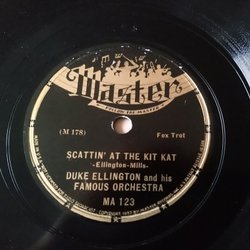 Master
(M 178)
Fox Trot
SCATTIN' AT THE KIT KAT
-Ellington-Mills-
DUKE ELLINGTON and his
FAMOUS ORCHESTRA
MA 123